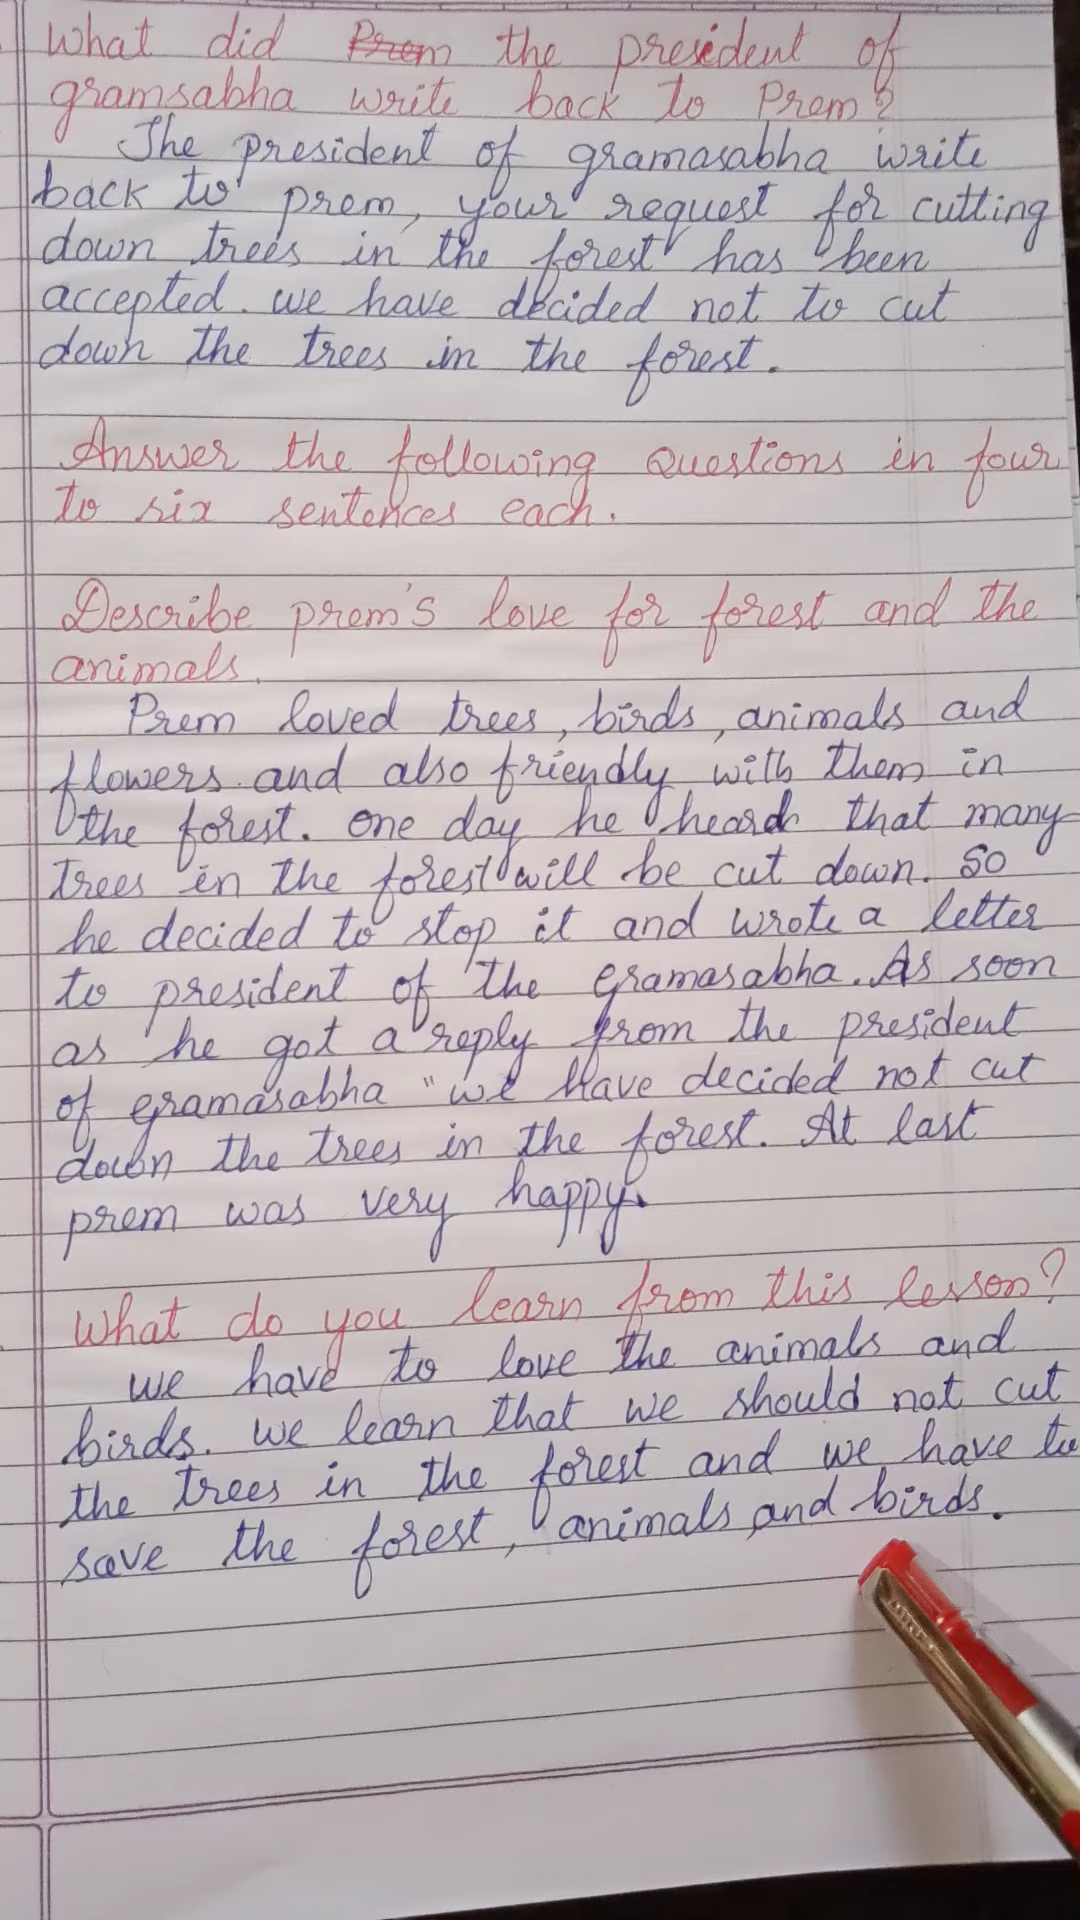 What did Prem the president of
gramsabha write back to Prem?
The president of gramasabha write
back to prem, your request for cutting
down trees in the forest has been
accepted. we have decided not to cut
down the trees in the forest.
Answer the following Questions in four
to six sentences each.
Describe prem's love for forest and the
animals.
Prem loved trees, birds, animals and
flowers. and also friendly with them in
the forest. one day he heard that many
trees in the forest will be cut down. so
he decided to stop it and wrote a letter
to president of the gramasabha. As soon
as he got a reply from the president
of gramasabha "we have decided not cut
down the trees in the forest. At last
prem was very happy.
What do you learn from this lesson?
we have to love the animals and
birds. we learn that we should not cut
the trees in the forest and we have to
save the forest, animals, and birds.